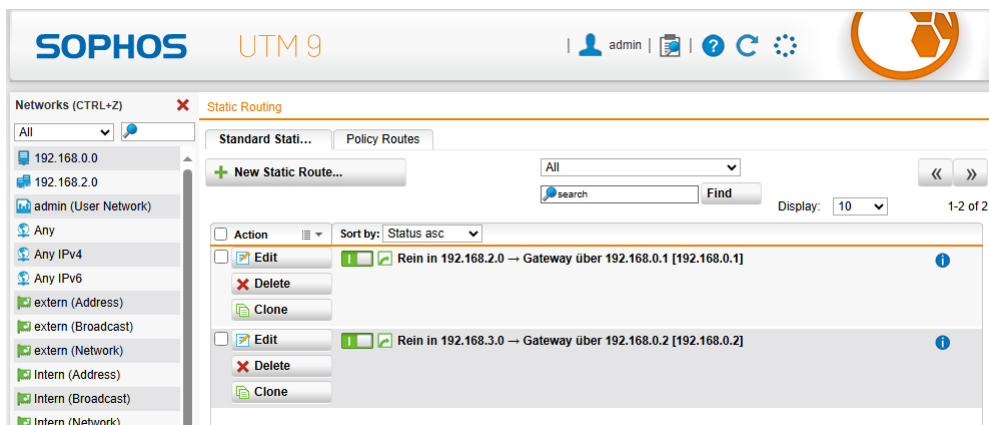 SOPHOS UTM 9 | admin | | ?
Networks (CTRL+Z)
All
192.168.0.0
192.168.2.0
admin (User Network)
Any
Any IPv4
Any IPv6
extern (Address)
extern (Broadcast)
extern (Network)
Intern (Address)
Intern (Broadcast)
Intern (Network)
Static Routing
Standard Stati... Policy Routes
+ New Static Route...
All
search Find
Display: 10
« »
1-2 of 2
Action Sort by: Status asc
Edit Rein in 192.168.2.0 → Gateway über 192.168.0.1 [192.168.0.1] i
Delete
Clone
Edit Rein in 192.168.3.0 → Gateway über 192.168.0.2 [192.168.0.2] i
Delete
Clone